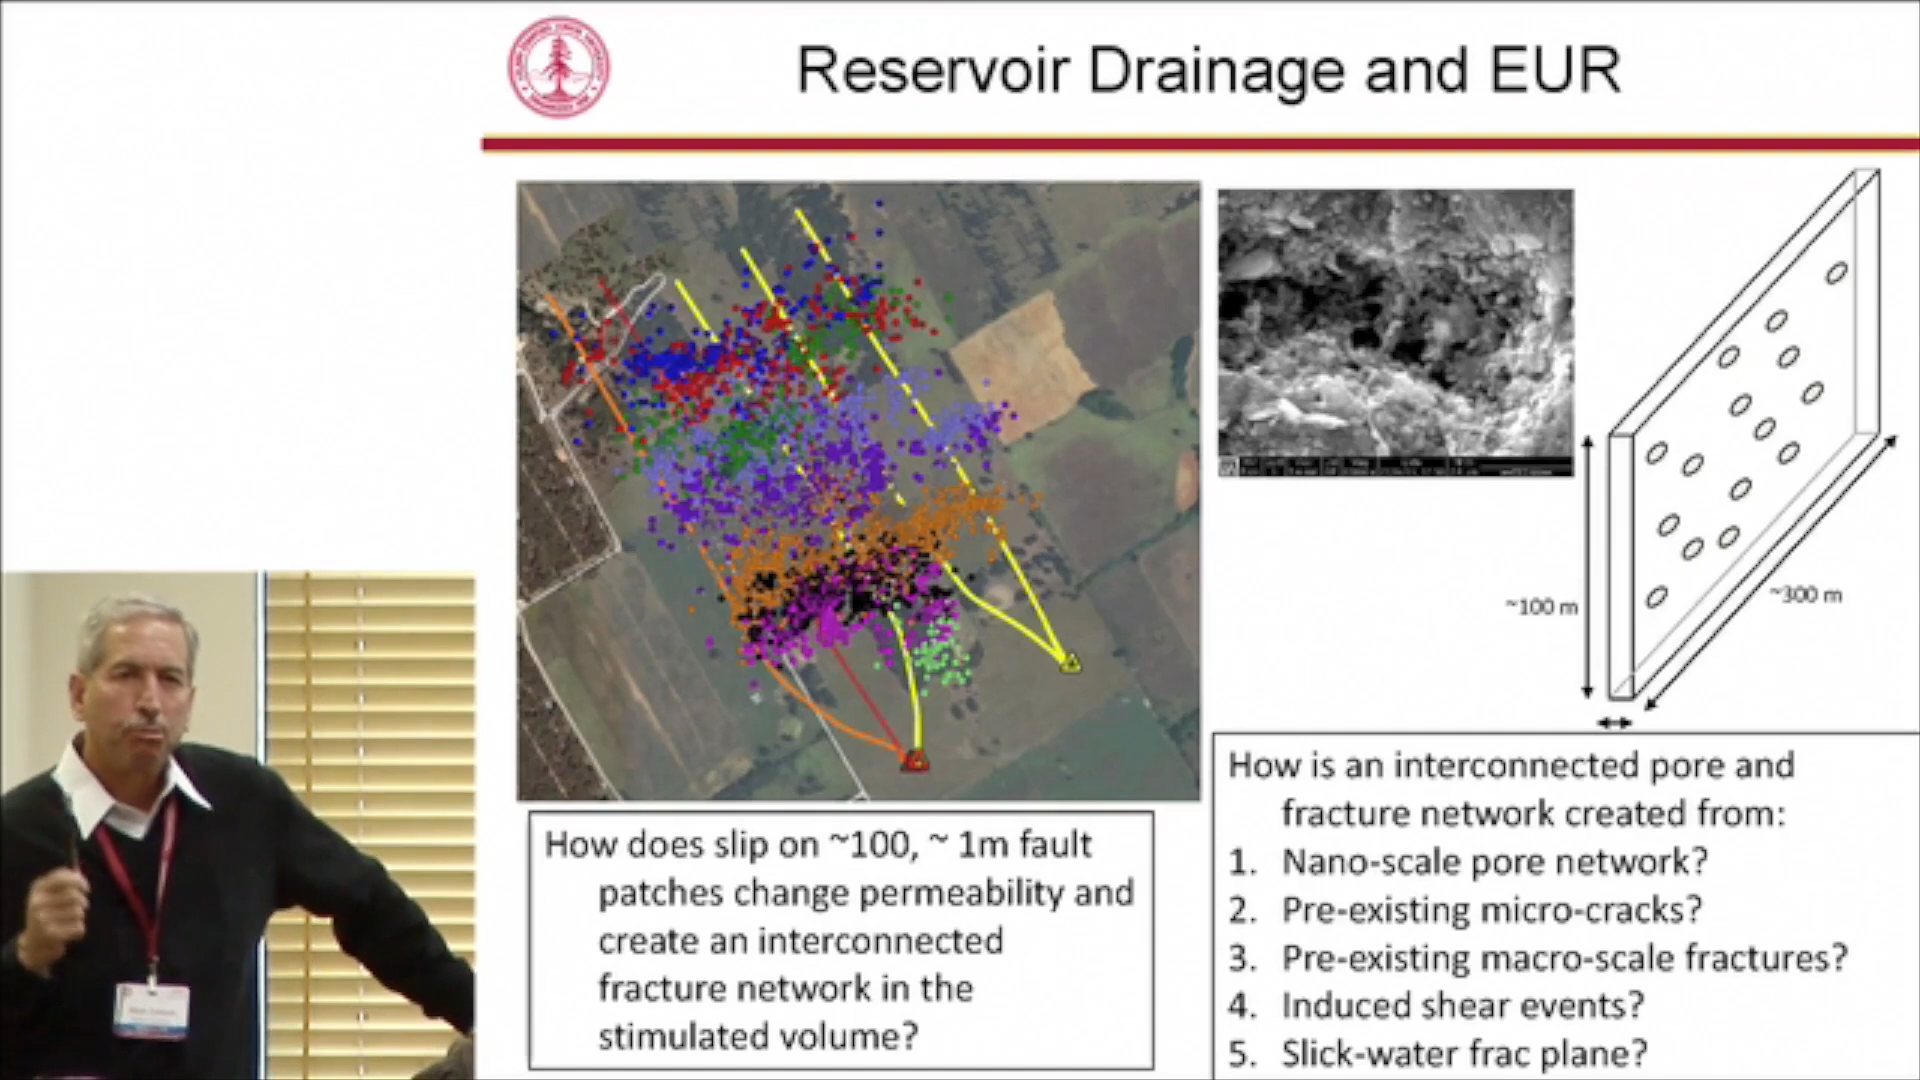 Reservoir Drainage and EUR
~100 m
~300 m
How does slip on ~100, ~ 1m fault
patches change permeability and
create an interconnected
fracture network in the
stimulated volume?
How is an interconnected pore and
fracture network created from:
1. Nano-scale pore network?
2. Pre-existing micro-cracks?
3. Pre-existing macro-scale fractures?
4. Induced shear events?
5. Slick-water frac plane?